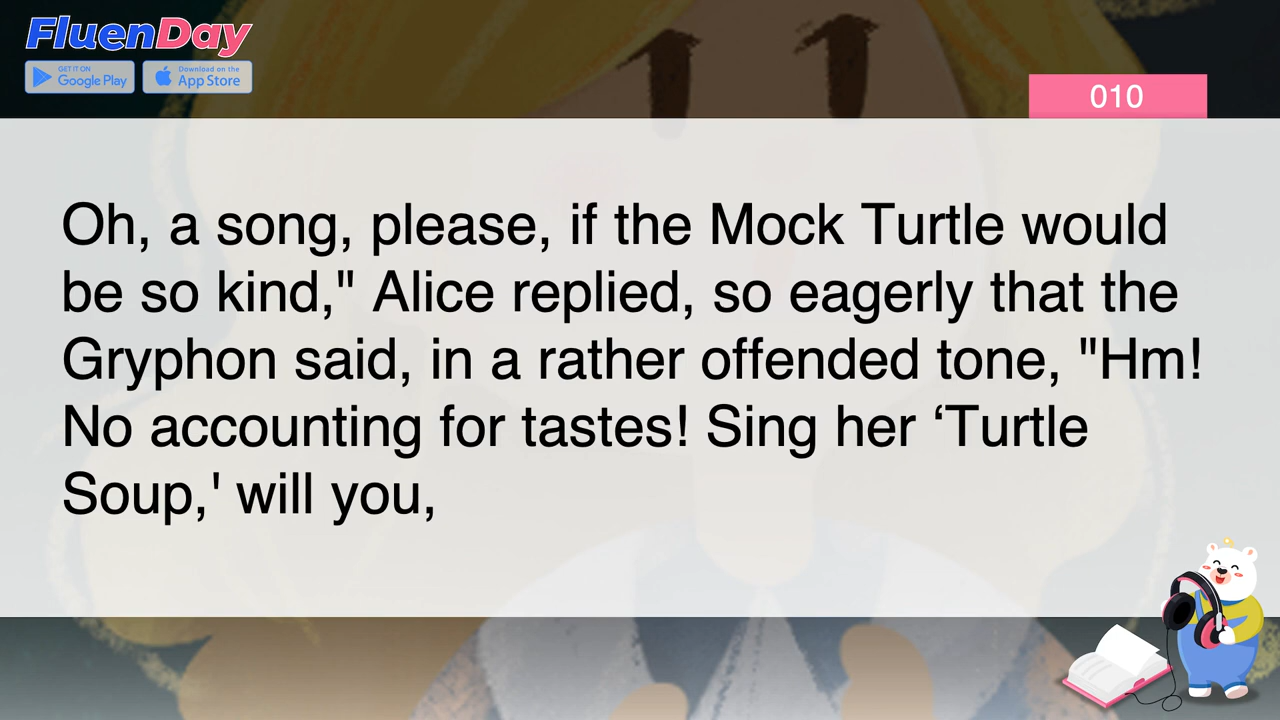 FluenDay
GET IT ON
Google Play
Download on the
App Store
010
Oh, a song, please, if the Mock Turtle would
be so kind," Alice replied, so eagerly that the
Gryphon said, in a rather offended tone, "Hm!
No accounting for tastes! Sing her ‘Turtle
Soup,' will you,